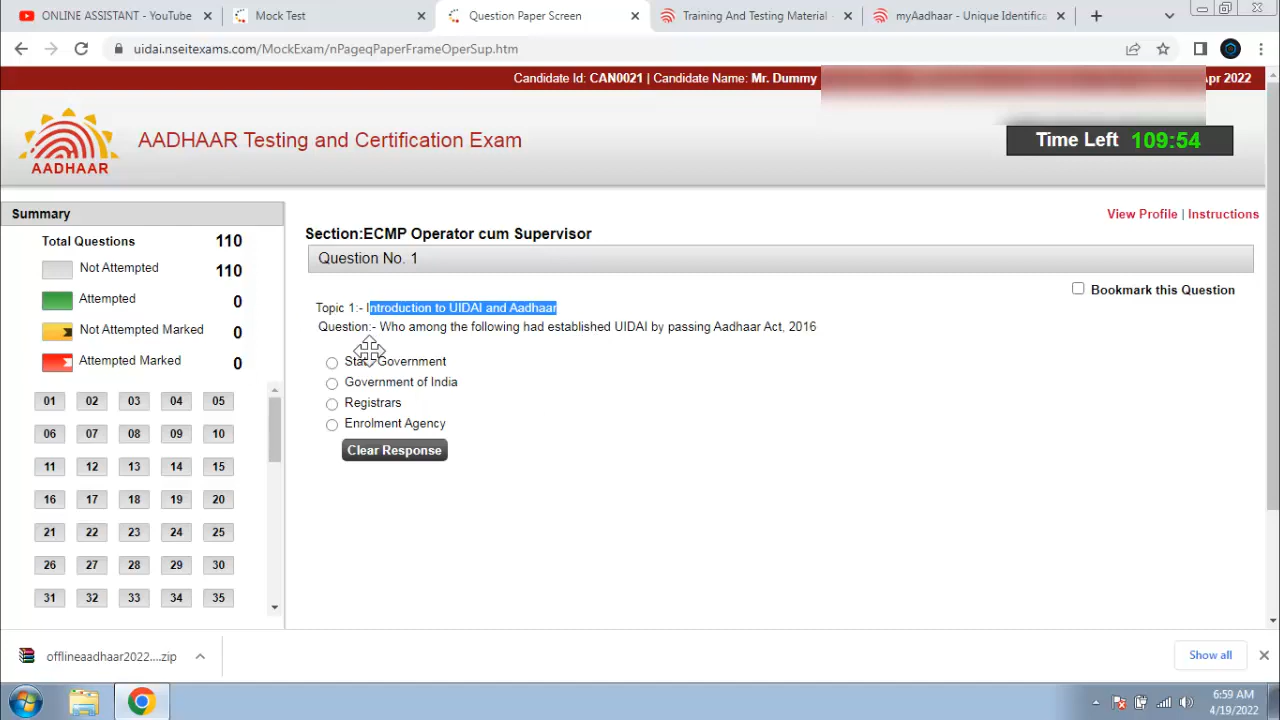 ONLINE ASSISTANT - YouTube
Mock Test
Question Paper Screen
Training And Testing Material -
myAadhaar - Unique Identifica
uidai.nseitexams.com/MockExam/nPageqPaperFrameOperSup.htm
Candidate Id: CAN0021 | Candidate Name: Mr. Dummy
Apr 2022
AADHAAR
AADHAAR Testing and Certification Exam
Time Left 109:54
Summary
View Profile | Instructions
Total Questions 110
Not Attempted 110
Attempted 0
Not Attempted Marked 0
Attempted Marked 0
01 02 03 04 05
06 07 08 09 10
11 12 13 14 15
16 17 18 19 20
21 22 23 24 25
26 27 28 29 30
31 32 33 34 35
Section:ECMP Operator cum Supervisor
Question No. 1
Bookmark this Question
Topic 1:- Introduction to UIDAI and Aadhaar
Question:- Who among the following had established UIDAI by passing Aadhaar Act, 2016
State Government
Government of India
Registrars
Enrolment Agency
Clear Response
offlineaadhaar2022....zip
Show all
6:59 AM
4/19/2022